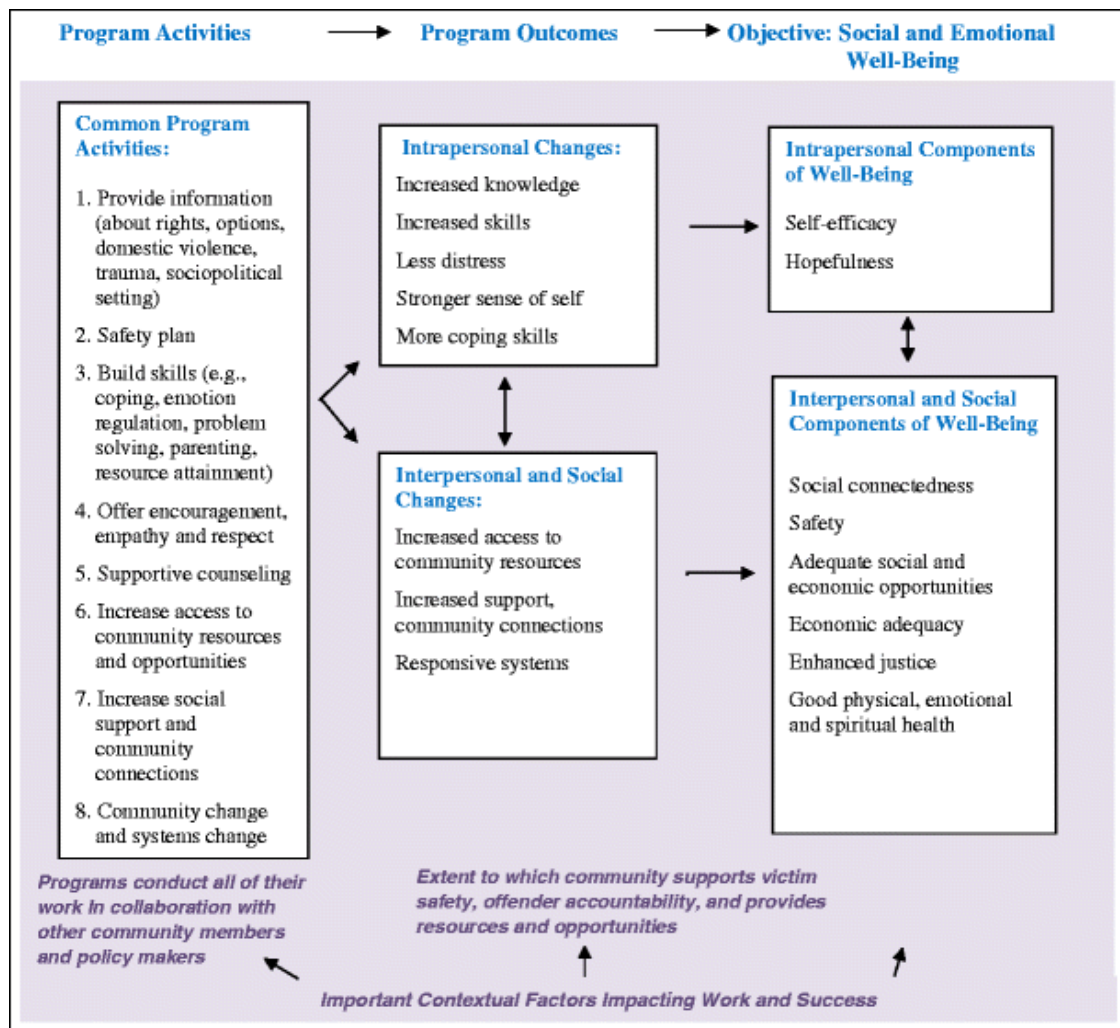 Program Activities
Program Outcomes
Objective: Social and Emotional
Well-Being
Common Program
Activities:
1. Provide information
(about rights, options,
domestic violence,
trauma, sociopolitical
setting)
2. Safety plan
3. Build skills (e.g.,
coping, emotion
regulation, problem
solving, parenting,
resource attainment)
4. Offer encouragement,
empathy and respect
5. Supportive counseling
6. Increase access to
community resources
and opportunities
7. Increase social
support and
community
connections
8. Community change
and systems change
Intrapersonal Changes:
Increased knowledge
Increased skills
Less distress
Stronger sense of self
More coping skills
Interpersonal and Social
Changes:
Increased access to
community resources
Increased support,
community connections
Responsive systems
Intrapersonal Components
of Well-Being
Self-efficacy
Hopefulness
Interpersonal and Social
Components of Well-Being
Social connectedness
Safety
Adequate social and
economic opportunities
Economic adequacy
Enhanced justice
Good physical, emotional
and spiritual health
Programs conduct all of their
work In collaboration with
other community members
and policy makers
Extent to which community supports victim
safety, offender accountability, and provides
resources and opportunities
Important Contextual Factors Impacting Work and Success